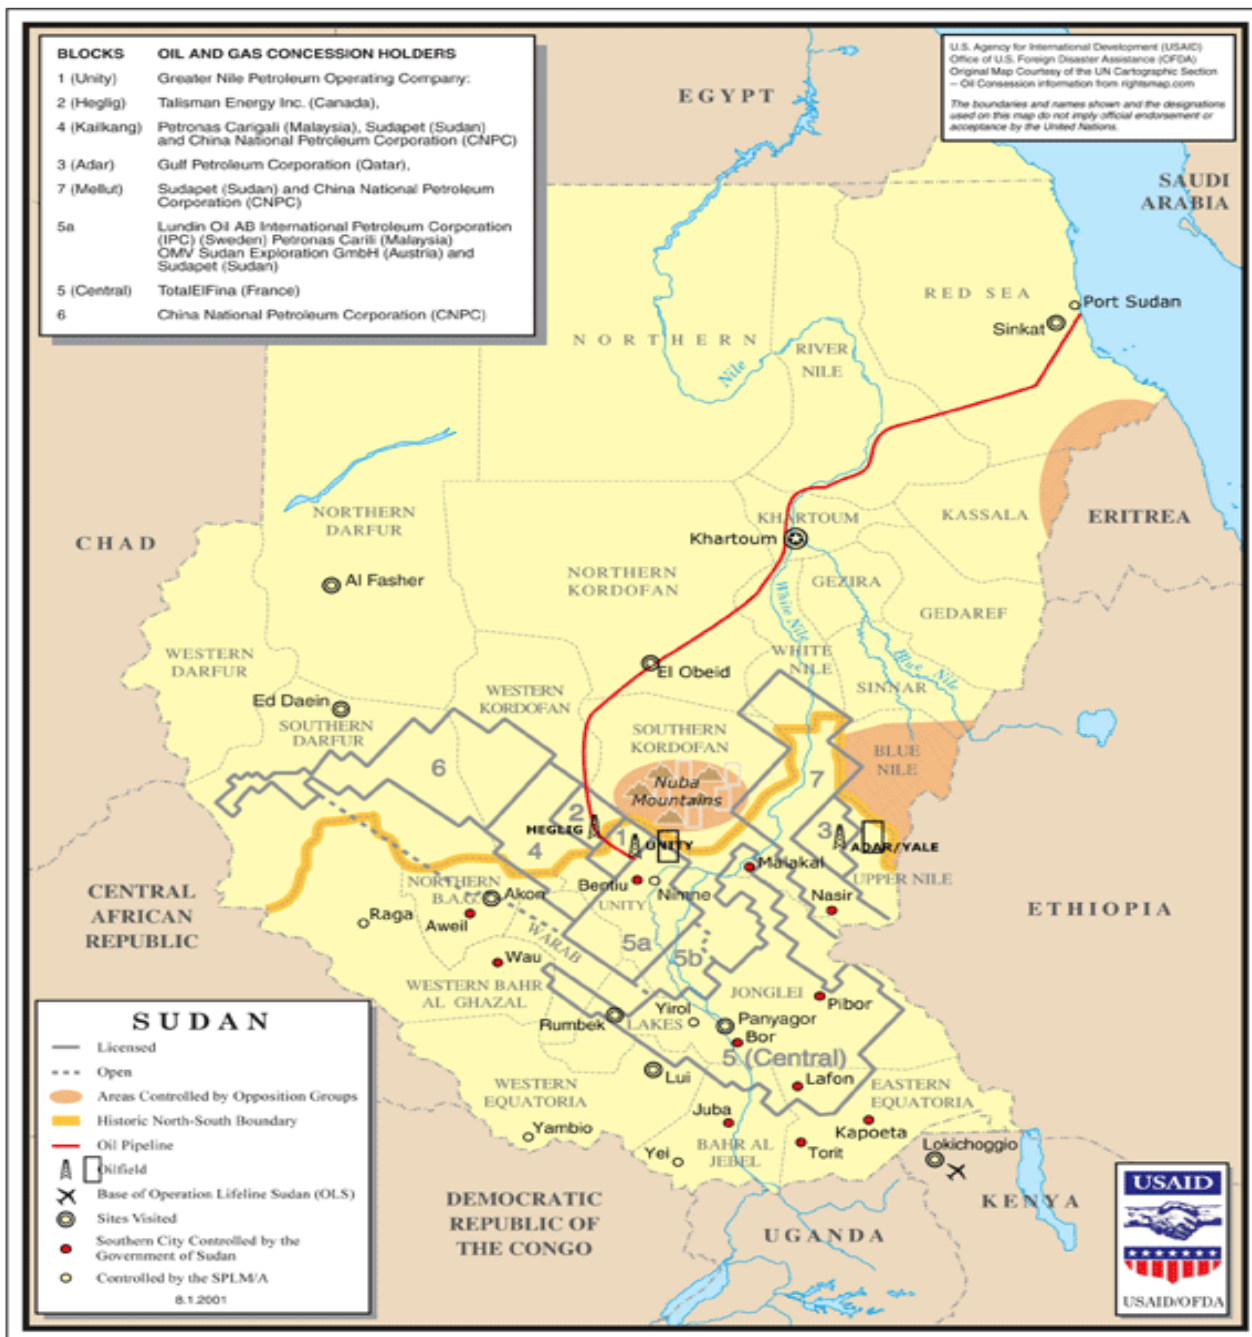 BLOCKS OIL AND GAS CONCESSION HOLDERS
1 (Unity) Greater Nile Petroleum Operating Company:
2 (Heglig) Talisman Energy Inc. (Canada),
4 (Kailkang) Petronas Carigali (Malaysia), Sudapet (Sudan)
and China National Petroleum Corporation (CNPC)
3 (Adar) Gulf Petroleum Corporation (Qatar),
7 (Mellut) Sudapet (Sudan) and China National Petroleum
Corporation (CNPC)
5a Lundin Oil AB International Petroleum Corporation
(IPC) (Sweden) Petronas Carili (Malaysia)
OMV Sudan Exploration GmbH (Austria) and
Sudapet (Sudan)
5 (Central) TotalElFina (France)
6 China National Petroleum Corporation (CNPC)
U.S. Agency for International Development (USAID)
Office of U.S. Foreign Disaster Assistance (OFDA)
Original Map Courtesy of the UN Cartographic Section
-- Oil Consession information from rightsmap.com
The boundaries and names shown and the designations
used on this map do not imply official endorsement or
acceptance by the United Nations.
EGYPT
SAUDI
ARABIA
RED SEA
Port Sudan
Sinkat
NORTHERN
RIVER
NILE
Nile
NORTHERN
DARFUR
KHARTOUM
KASSALA
ERITREA
CHAD
Khartoum
Al Fasher
NORTHERN
KORDOFAN
GEZIRA
White Nile
GEDAREF
WESTERN
DARFUR
WHITE
NILE
Blue Nile
El Obeid
SINNAR
Ed Daein
WESTERN
KORDOFAN
SOUTHERN
DARFUR
SOUTHERN
KORDOFAN
BLUE
NILE
6
7
Nuba
Mountains
2
HEGLIG
1
UNITY
3
ADAR/YALE
4
Malakal
UPPER NILE
CENTRAL
AFRICAN
REPUBLIC
NORTHERN
B.A.G.
Akon
Bentiu
Nimne
UNITY
Nasir
Raga
Aweil
WARAB
ETHIOPIA
5a
5b
Wau
WESTERN BAHR
AL GHAZAL
JONGLEI
Pibor
Rumbek
LAKES
Yirol
Panyagor
Bor
5 (Central)
Lui
Lafon
WESTERN
EQUATORIA
EASTERN
EQUATORIA
Juba
Yambio
Kapoeta
BAHR AL
JEBEL
Yei
Torit
Lokichoggio
DEMOCRATIC
REPUBLIC OF
THE CONGO
UGANDA
KENYA
SUDAN
Licensed
Open
Areas Controlled by Opposition Groups
Historic North-South Boundary
Oil Pipeline
Oilfield
Base of Operation Lifeline Sudan (OLS)
Sites Visited
Southern City Controlled by the
Government of Sudan
Controlled by the SPLM/A
8.1.2001
USAID
USAID/OFDA